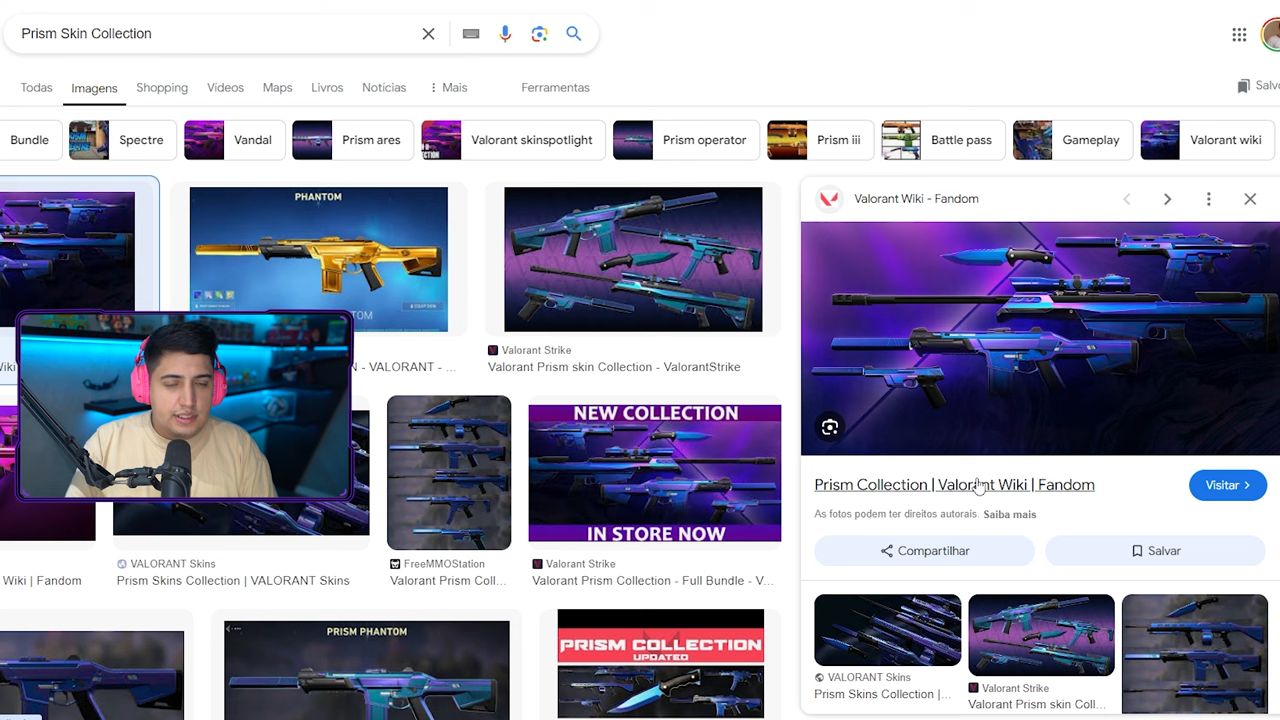 Prism Skin Collection
Todas
Imagens
Shopping
Vídeos
Maps
Livros
Notícias
Mais
Ferramentas
Bundle
Spectre
Vandal
Prism ares
Valorant skinspotlight
Prism operator
Prism iii
Battle pass
Gameplay
Valorant wiki
PHANTOM
N - VALORANT - ...
Valorant Strike
Valorant Prism skin Collection - ValorantStrike
Valorant Wiki - Fandom
Prism Collection | Valorant Wiki | Fandom
Visitar
As fotos podem ter direitos autorais. Saiba mais
Compartilhar
Salvar
NEW COLLECTION
IN STORE NOW
Wiki | Fandom
VALORANT Skins
Prism Skins Collection | VALORANT Skins
FreeMMOStation
Valorant Prism Coll...
Valorant Strike
Valorant Prism Collection - Full Bundle - V...
PRISM PHANTOM
PRISM COLLECTION
UPDATED
VALORANT Skins
Prism Skins Collection |...
Valorant Strike
Valorant Prism skin Coll...